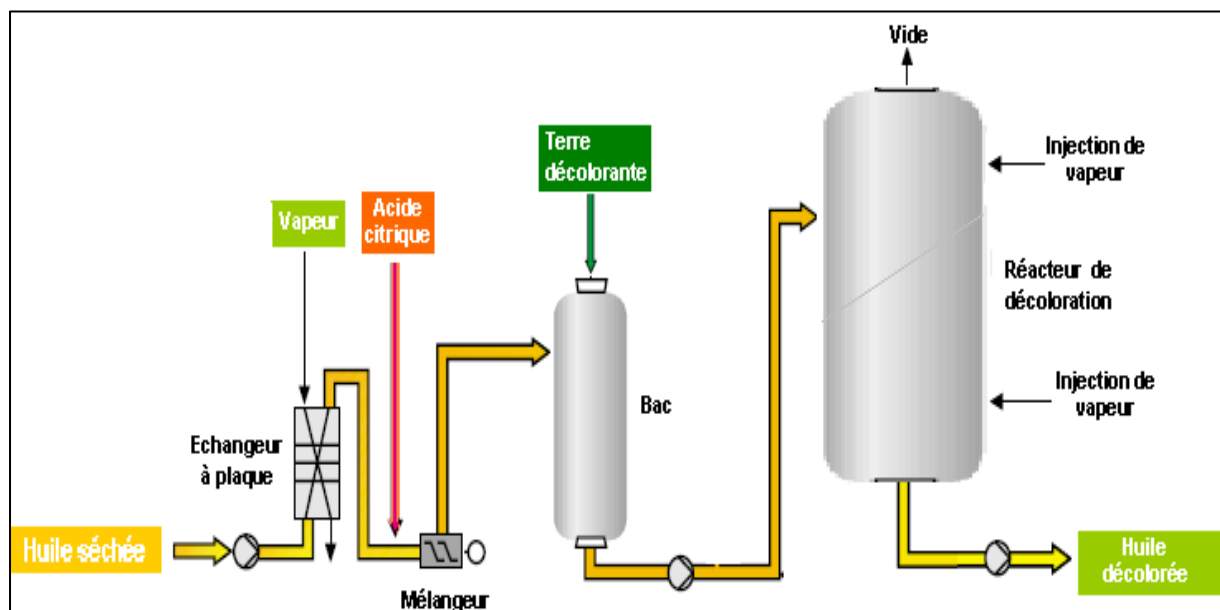 Vide
Injection de
vapeur
Terre
décolorante
Vapeur
Acide
citrique
Réacteur de
décoloration
Injection de
vapeur
Bac
Echangeur
à plaque
Huile séchée
Mélangeur
Huile
décolorée